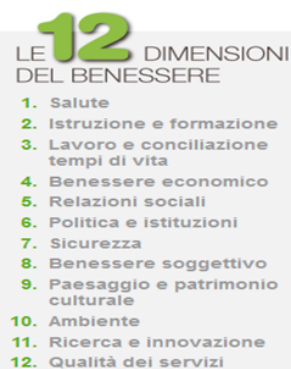 LE 12 DIMENSIONI
DEL BENESSERE
1. Salute
2. Istruzione e formazione
3. Lavoro e conciliazione
tempi di vita
4. Benessere economico
5. Relazioni sociali
6. Politica e istituzioni
7. Sicurezza
8. Benessere soggettivo
9. Paesaggio e patrimonio
culturale
10. Ambiente
11. Ricerca e innovazione
12. Qualità dei servizi